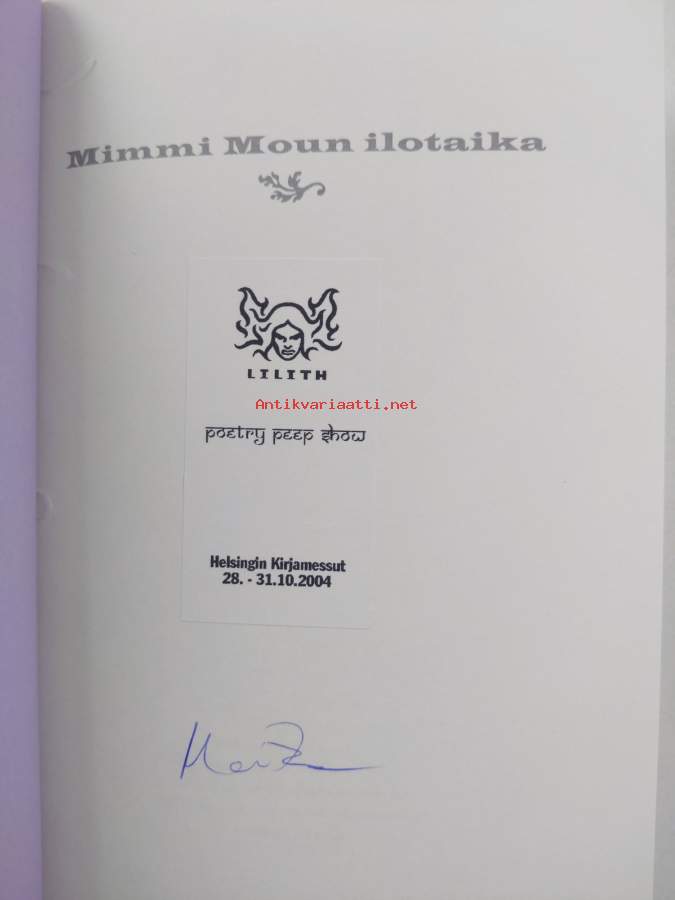 Mimmi Moun ilotaika
LILITH
Antikvariaatti.net
poetry peep show
Helsingin Kirjamessut
28. - 31.10.2004